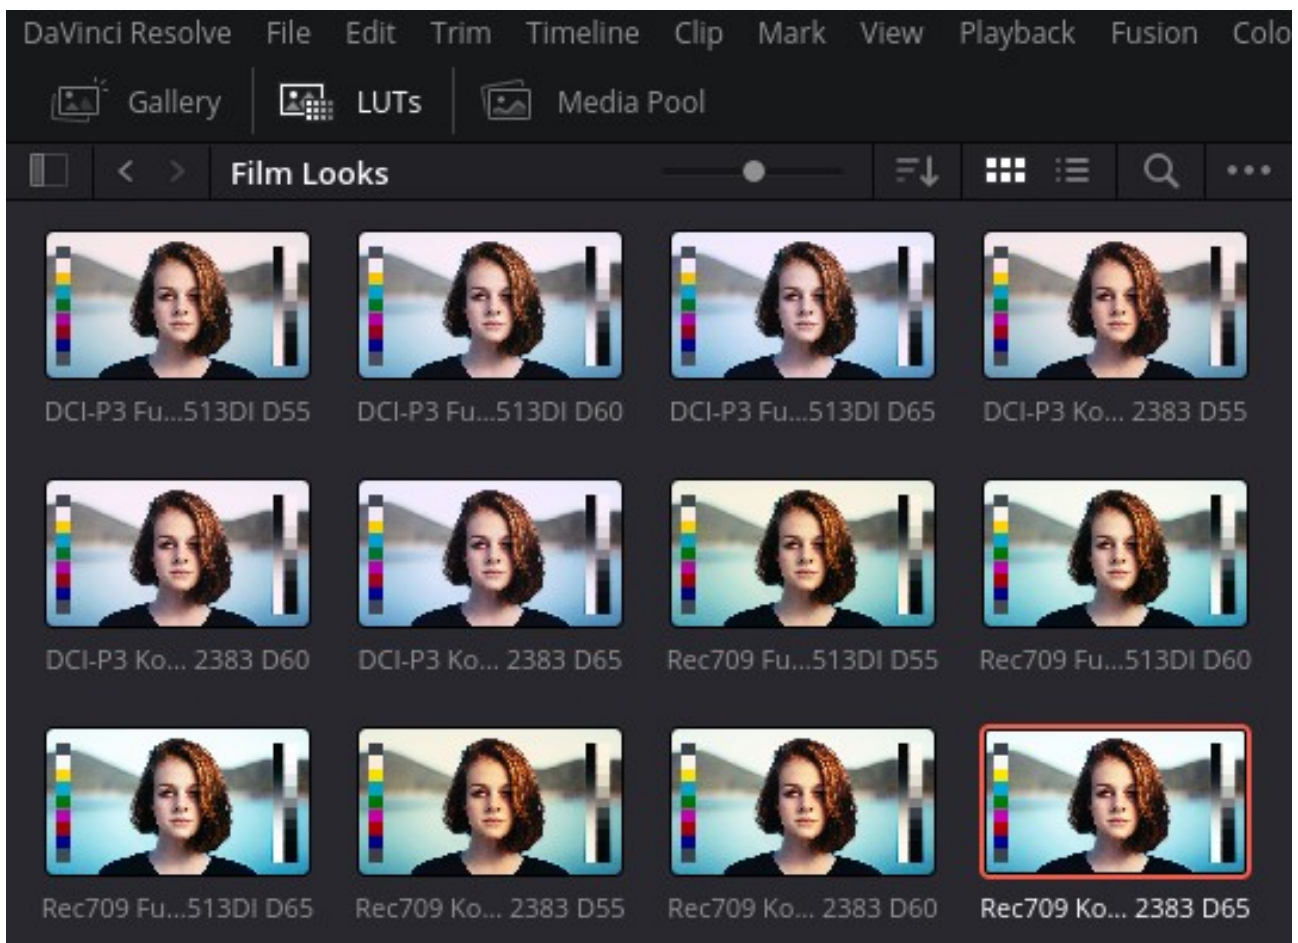 DaVinci Resolve File Edit Trim Timeline Clip Mark View Playback Fusion Colo
Gallery LUTs Media Pool
Film Looks
DCI-P3 Fu...513DI D55 DCI-P3 Fu...513DI D60 DCI-P3 Fu...513DI D65 DCI-P3 Ko... 2383 D55
DCI-P3 Ko... 2383 D60 DCI-P3 Ko... 2383 D65 Rec709 Fu...513DI D55 Rec709 Fu...513DI D60
Rec709 Fu...513DI D65 Rec709 Ko... 2383 D55 Rec709 Ko... 2383 D60 Rec709 Ko... 2383 D65